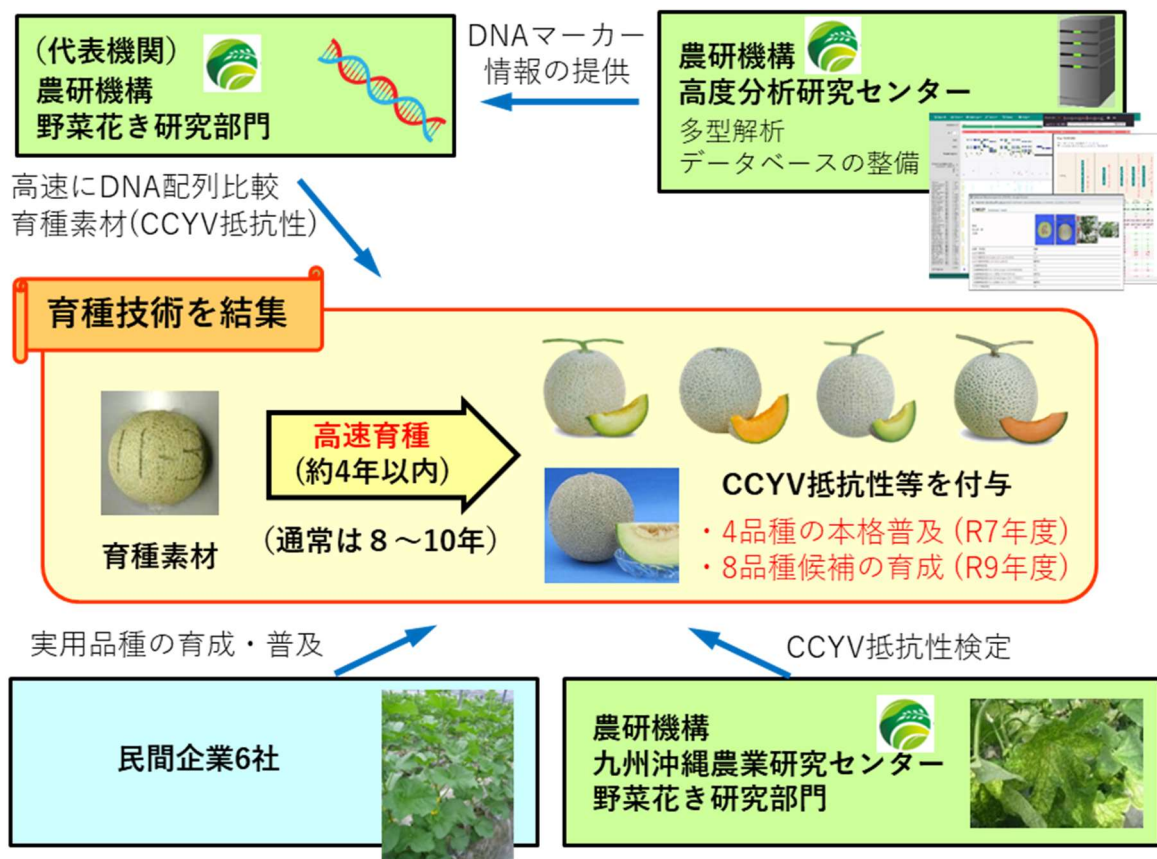 (代表機関)
農研機構
野菜花き研究部門
DNAマーカー
情報の提供
農研機構
高度分析研究センター
多型解析
データベースの整備
高速にDNA配列比較
育種素材(CCYV抵抗性)
育種技術を結集
育種素材
高速育種
(約4年以内)
(通常は８～10年)
CCYV抵抗性等を付与
・4品種の本格普及 (R7年度)
・8品種候補の育成 (R9年度)
実用品種の育成・普及
民間企業6社
CCYV抵抗性検定
農研機構
九州沖縄農業研究センター
野菜花き研究部門